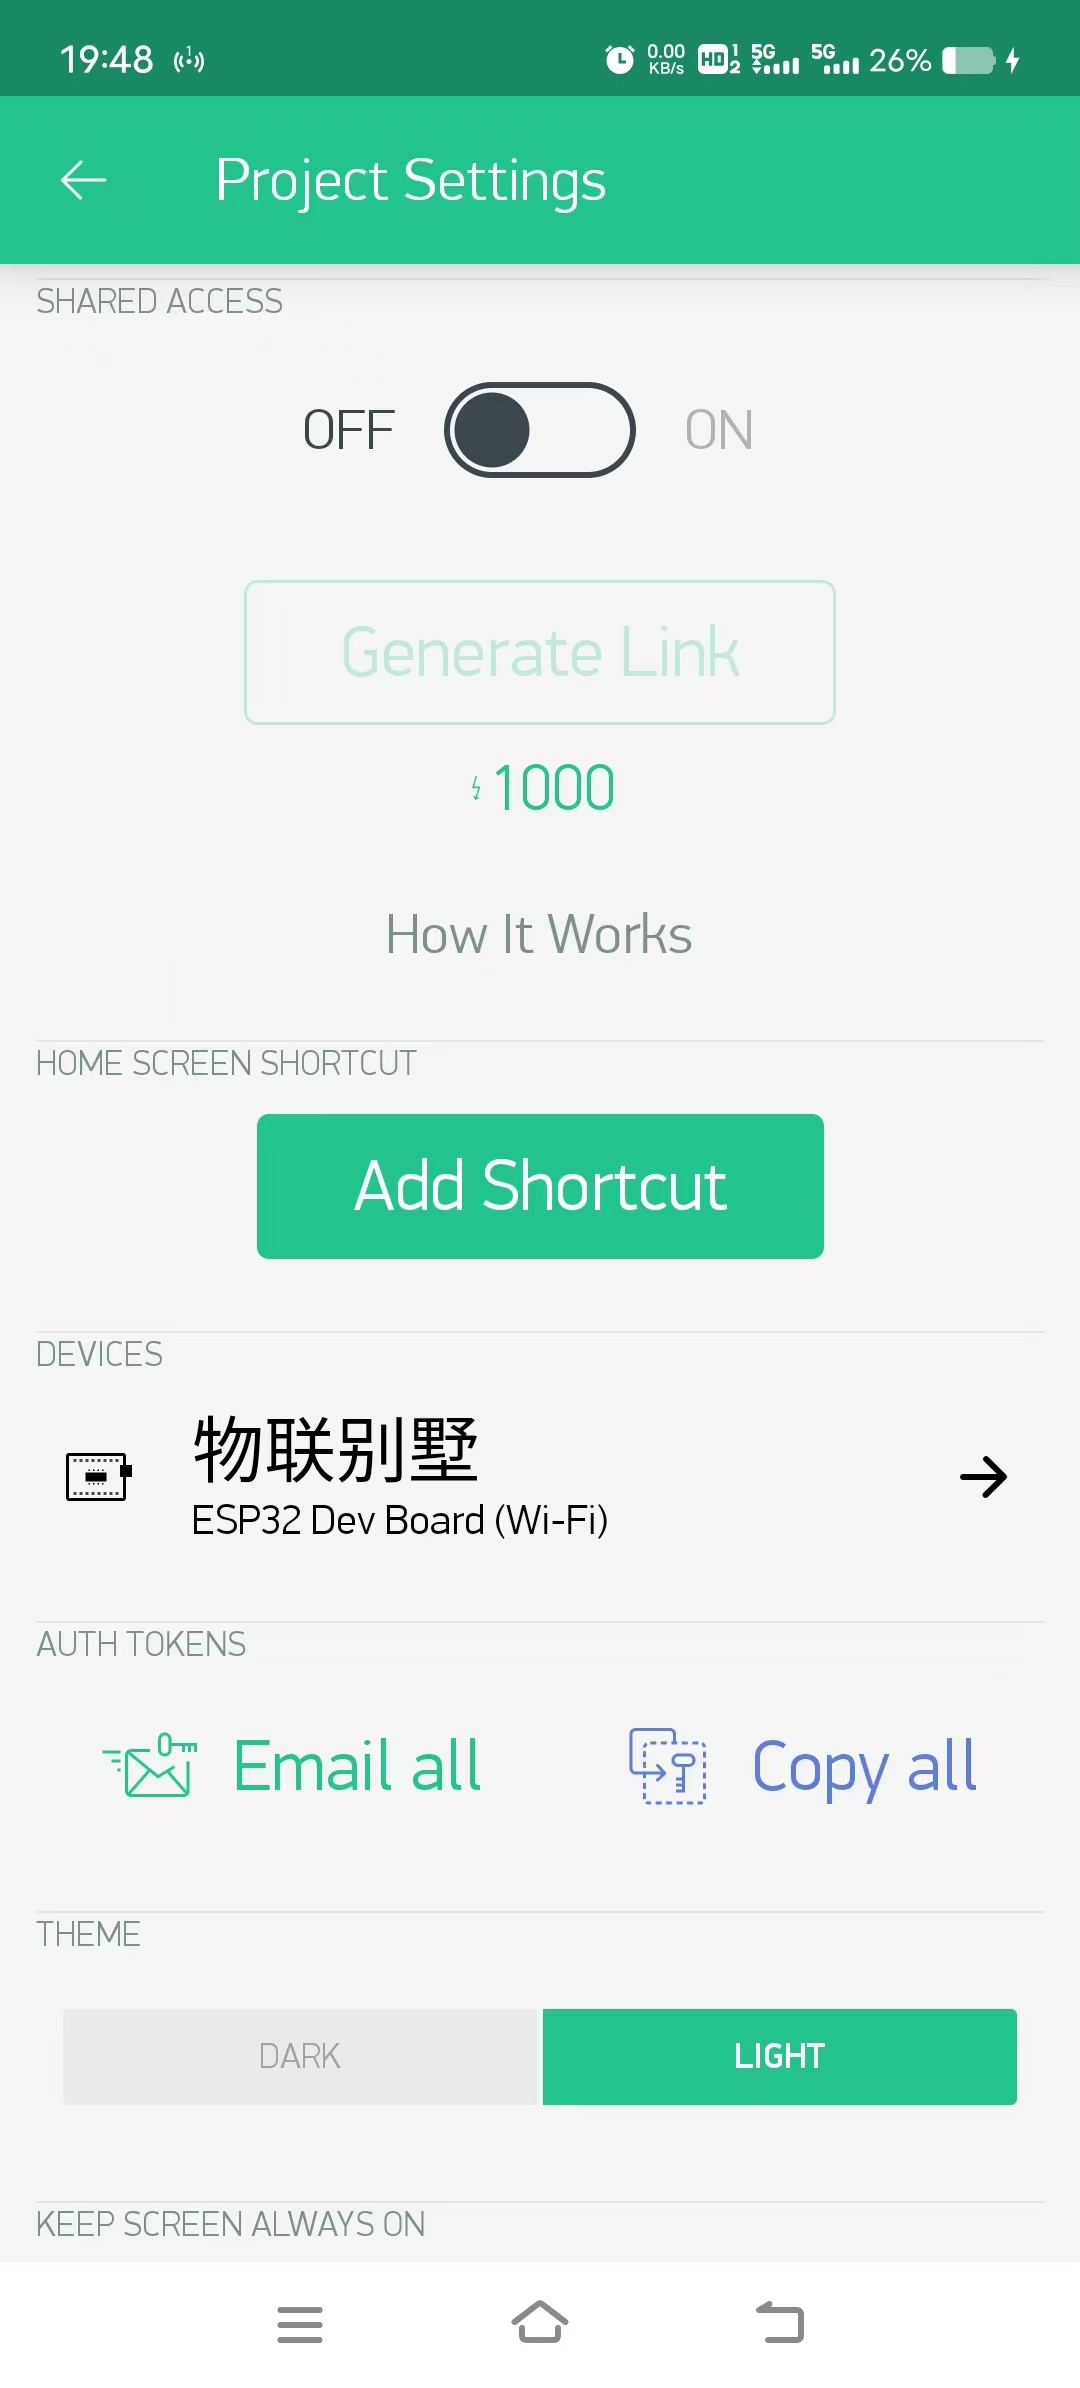 19:48
0.00 KB/s HD 1 2 5G 5G 26%
Project Settings
SHARED ACCESS
OFF ON
Generate Link
1000
How It Works
HOME SCREEN SHORTCUT
Add Shortcut
DEVICES
物联别墅
ESP32 Dev Board (Wi-Fi)
AUTH TOKENS
Email all Copy all
THEME
DARK LIGHT
KEEP SCREEN ALWAYS ON